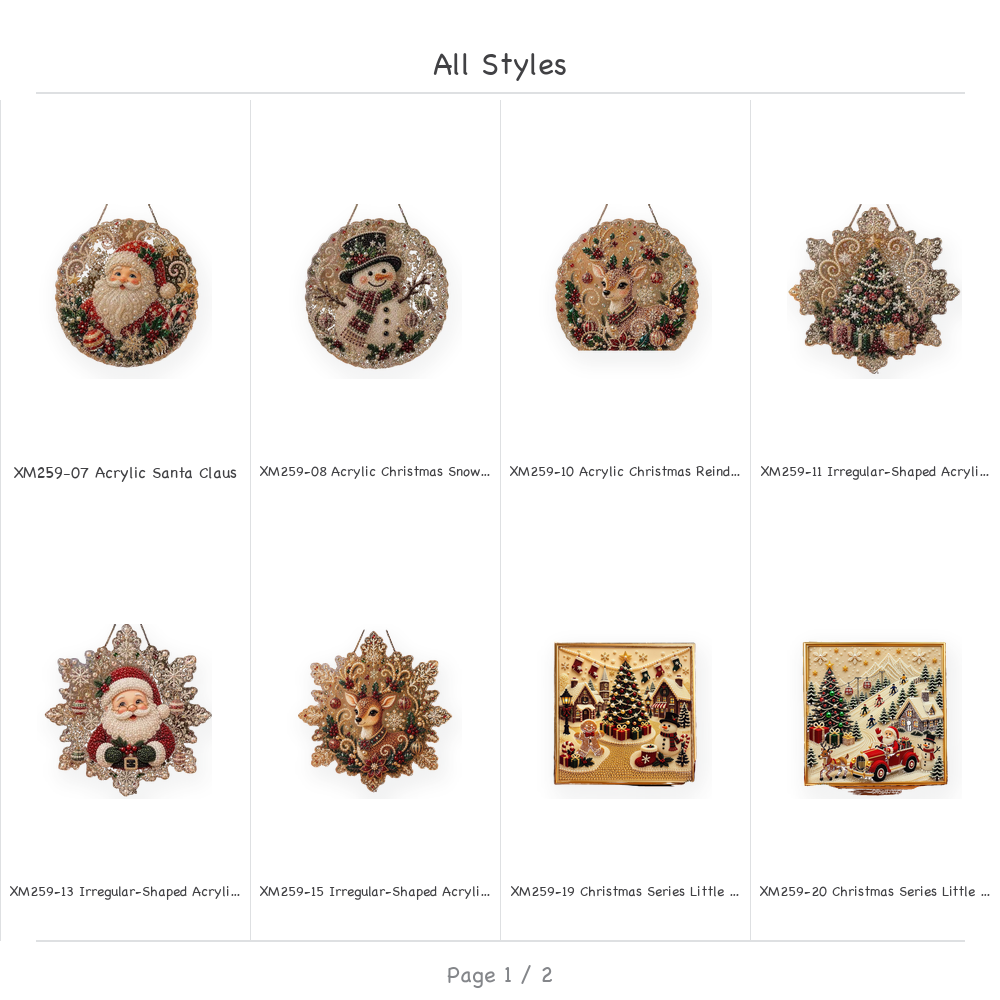 All Styles
XM259-07 Acrylic Santa Claus
XM259-08 Acrylic Christmas Snow...
XM259-10 Acrylic Christmas Reind...
XM259-11 Irregular-Shaped Acryli...
XM259-13 Irregular-Shaped Acryli...
XM259-15 Irregular-Shaped Acryli...
XM259-19 Christmas Series Little ...
XM259-20 Christmas Series Little ...
Page 1 / 2